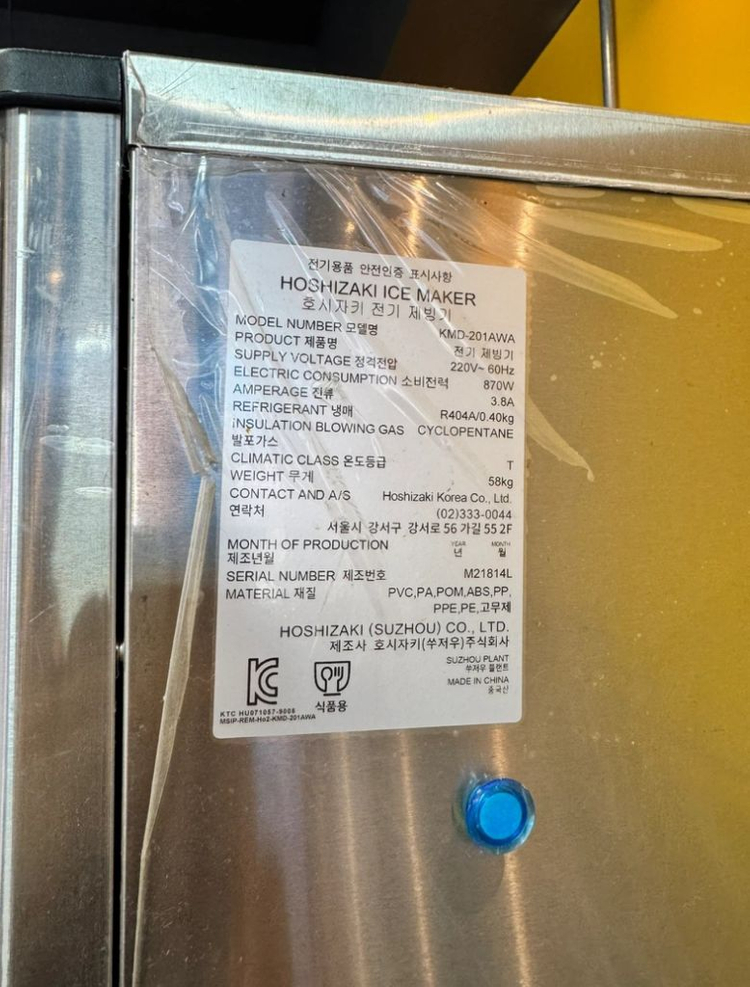 전기용품 안전인증 표시사항
HOSHIZAKI ICE MAKER
호시자키 전기 제빙기
MODEL NUMBER 모델명 KMD-201AWA
PRODUCT 제품명 전기 제빙기
SUPPLY VOLTAGE 정격전압 220V~ 60Hz
ELECTRIC CONSUMPTION 소비전력 870W
AMPERAGE 전류 3.8A
REFRIGERANT 냉매 R404A/0.40kg
INSULATION BLOWING GAS CYCLOPENTANE
발포가스
CLIMATIC CLASS 온도등급 T
WEIGHT 무게 58kg
CONTACT AND A/S Hoshizaki Korea Co., Ltd.
연락처 (02)333-0044
서울시 강서구 강서로 56 가길 55 2F
MONTH OF PRODUCTION YEAR MONTH
제조년월 년 월
SERIAL NUMBER 제조번호 M21814L
MATERIAL 재질 PVC,PA,POM,ABS,PP,
PPE,PE,고무제
HOSHIZAKI (SUZHOU) CO., LTD.
제조사 호시자키(쑤저우)주식회사
SUZHOU PLANT
쑤저우 플랜트
MADE IN CHINA
중국산
식품용
KTC HU071057-9008
MSIP-REM-Ho2-KMD-201AWA